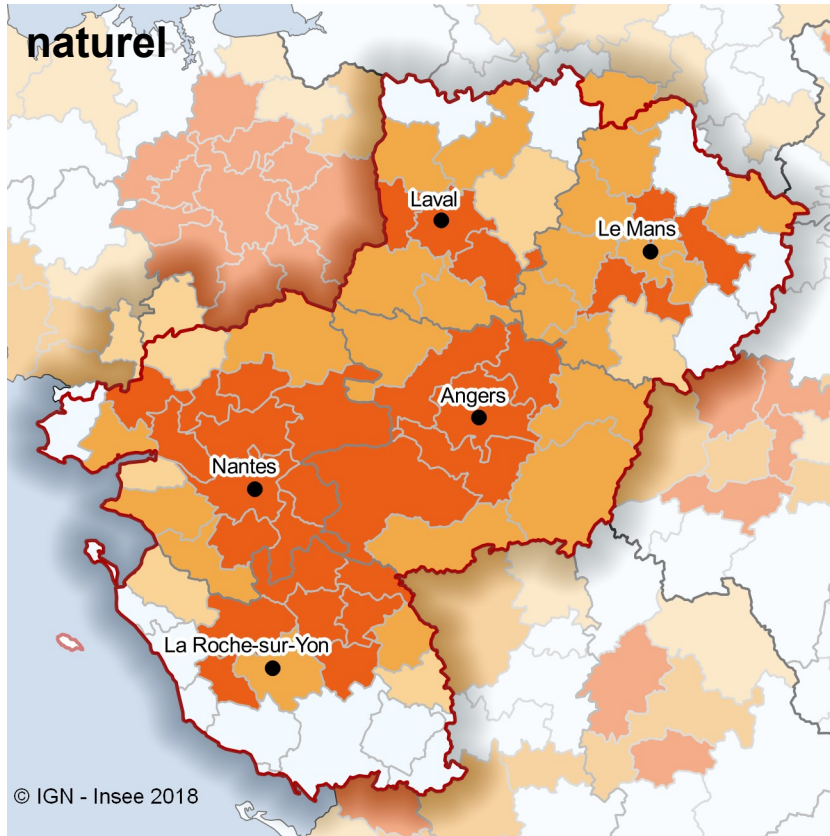 naturel
Laval
Le Mans
Angers
Nantes
La Roche-sur-Yon
© IGN - Insee 2018